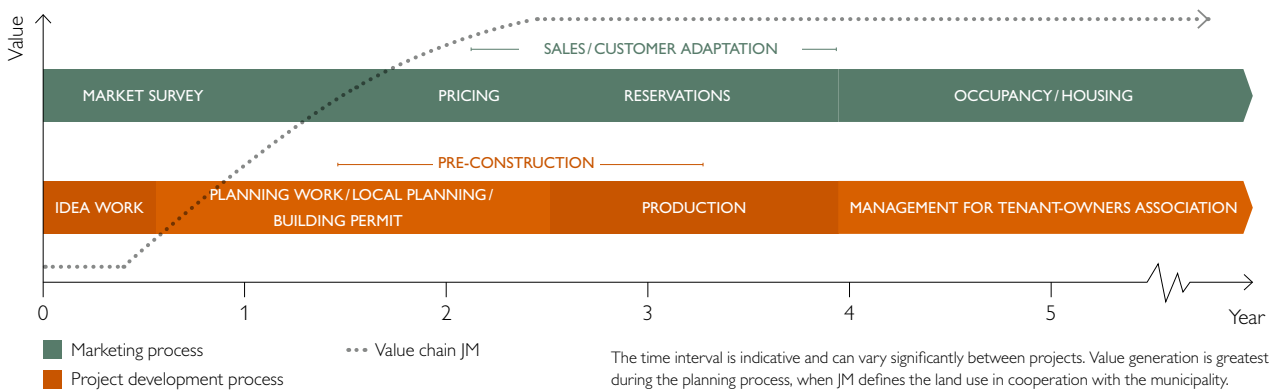 Value
SALES/CUSTOMER ADAPTATION
MARKET SURVEY
PRICING
RESERVATIONS
OCCUPANCY/HOUSING
PRE-CONSTRUCTION
IDEA WORK
PLANNING WORK/LOCAL PLANNING/
BUILDING PERMIT
PRODUCTION
MANAGEMENT FOR TENANT-OWNERS ASSOCIATION
0 1 2 3 4 5 Year
Marketing process
Value chain JM
Project development process
The time interval is indicative and can vary significantly between projects. Value generation is greatest
during the planning process, when JM defines the land use in cooperation with the municipality.